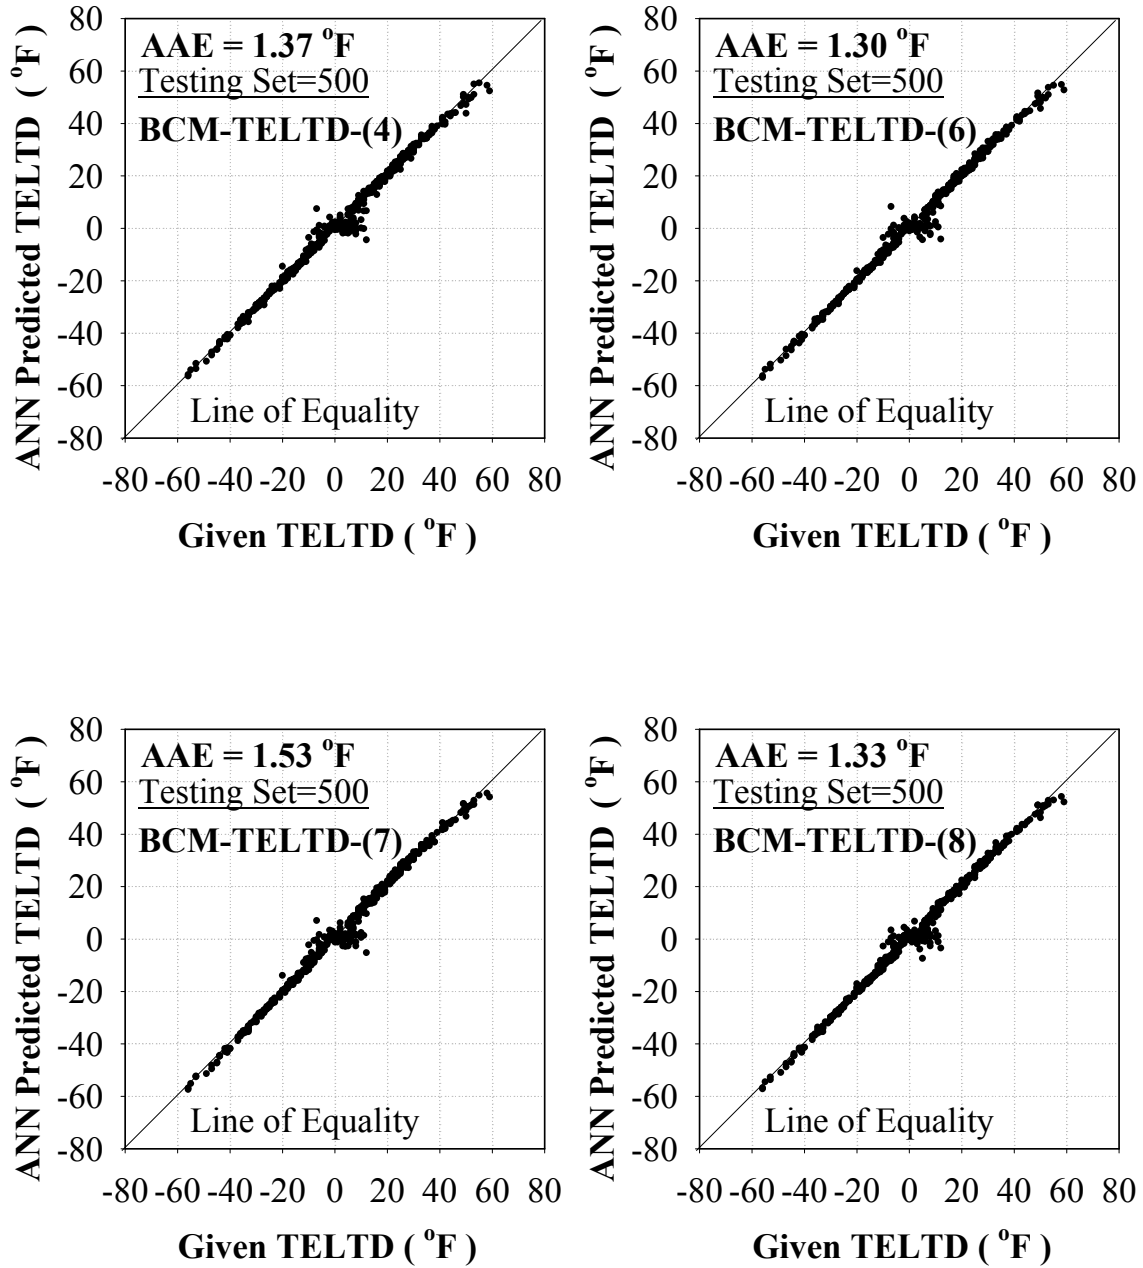 80
60
40
20
0
-20
-40
-60
-80
ANN Predicted TELTD ( °F )
AAE = 1.37 °F
Testing Set=500
BCM-TELTD-(4)
Line of Equality
-80 -60 -40 -20 0 20 40 60 80
Given TELTD ( °F )
80
60
40
20
0
-20
-40
-60
-80
ANN Predicted TELTD ( °F )
AAE = 1.30 °F
Testing Set=500
BCM-TELTD-(6)
Line of Equality
-80 -60 -40 -20 0 20 40 60 80
Given TELTD ( °F )
80
60
40
20
0
-20
-40
-60
-80
ANN Predicted TELTD ( °F )
AAE = 1.53 °F
Testing Set=500
BCM-TELTD-(7)
Line of Equality
-80 -60 -40 -20 0 20 40 60 80
Given TELTD ( °F )
80
60
40
20
0
-20
-40
-60
-80
ANN Predicted TELTD ( °F )
AAE = 1.33 °F
Testing Set=500
BCM-TELTD-(8)
Line of Equality
-80 -60 -40 -20 0 20 40 60 80
Given TELTD ( °F )